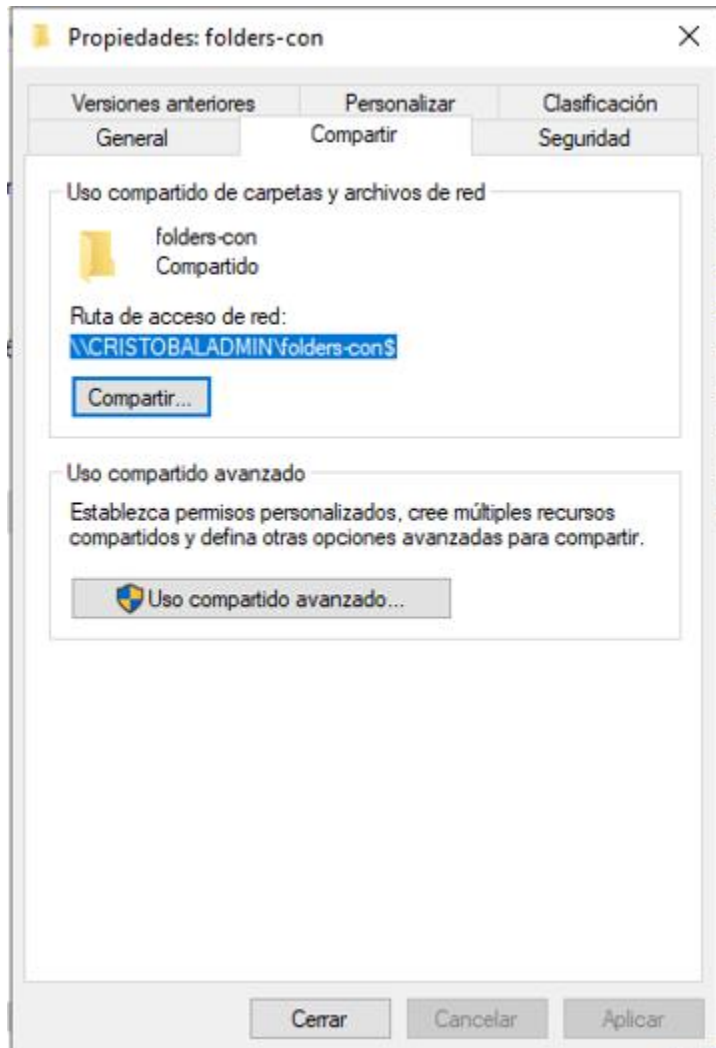 Propiedades: folders-con
Versiones anteriores Personalizar Clasificación
General Compartir Seguridad
Uso compartido de carpetas y archivos de red
folders-con
Compartido
Ruta de acceso de red:
\\CRISTOBALADMIN\folders-con$
Compartir...
Uso compartido avanzado
Establezca permisos personalizados, cree múltiples recursos
compartidos y defina otras opciones avanzadas para compartir.
Uso compartido avanzado...
Cerrar Cancelar Aplicar